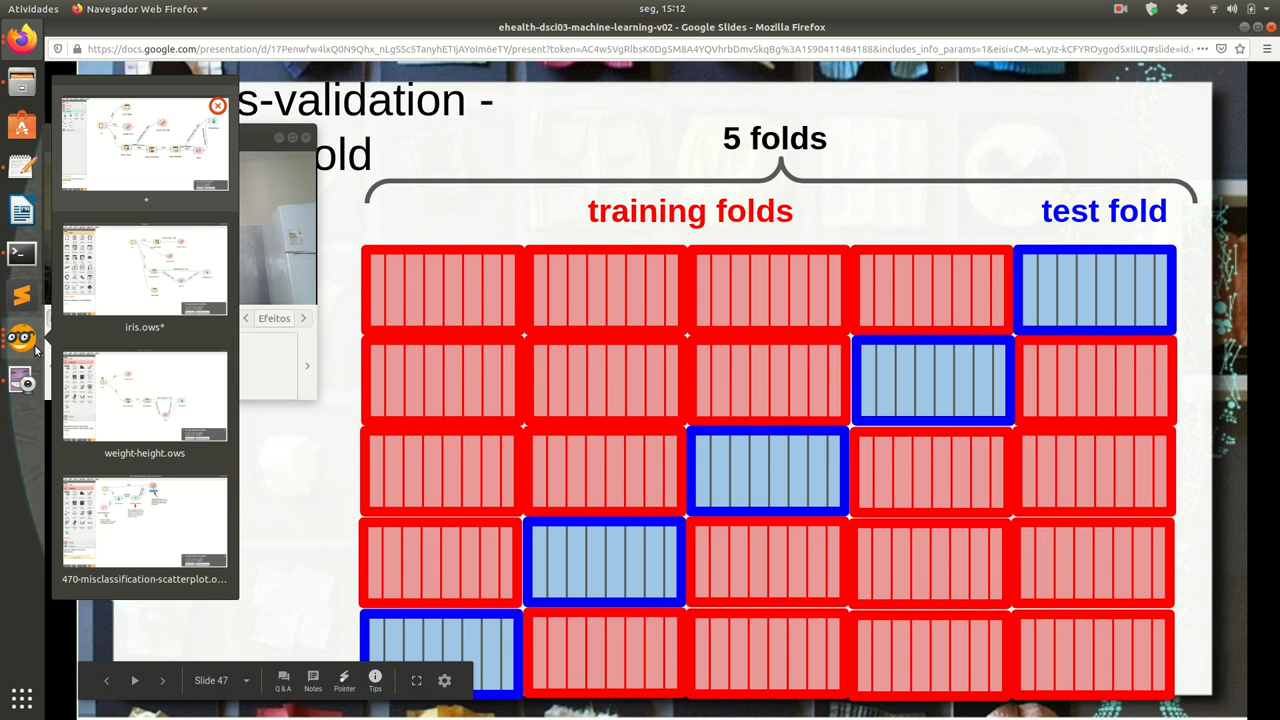 Atividades
Navegador Web Firefox
seg, 15:12
ehealth-dsci03-machine-learning-v02 - Google Slides - Mozilla Firefox
s-validation -
old
5 folds
training folds
test fold
*
iris.ows*
weight-height.ows
470-misclassification-scatterplot.o...
Efeitos
Slide 47
Q & A
Notes
Pointer
Tips